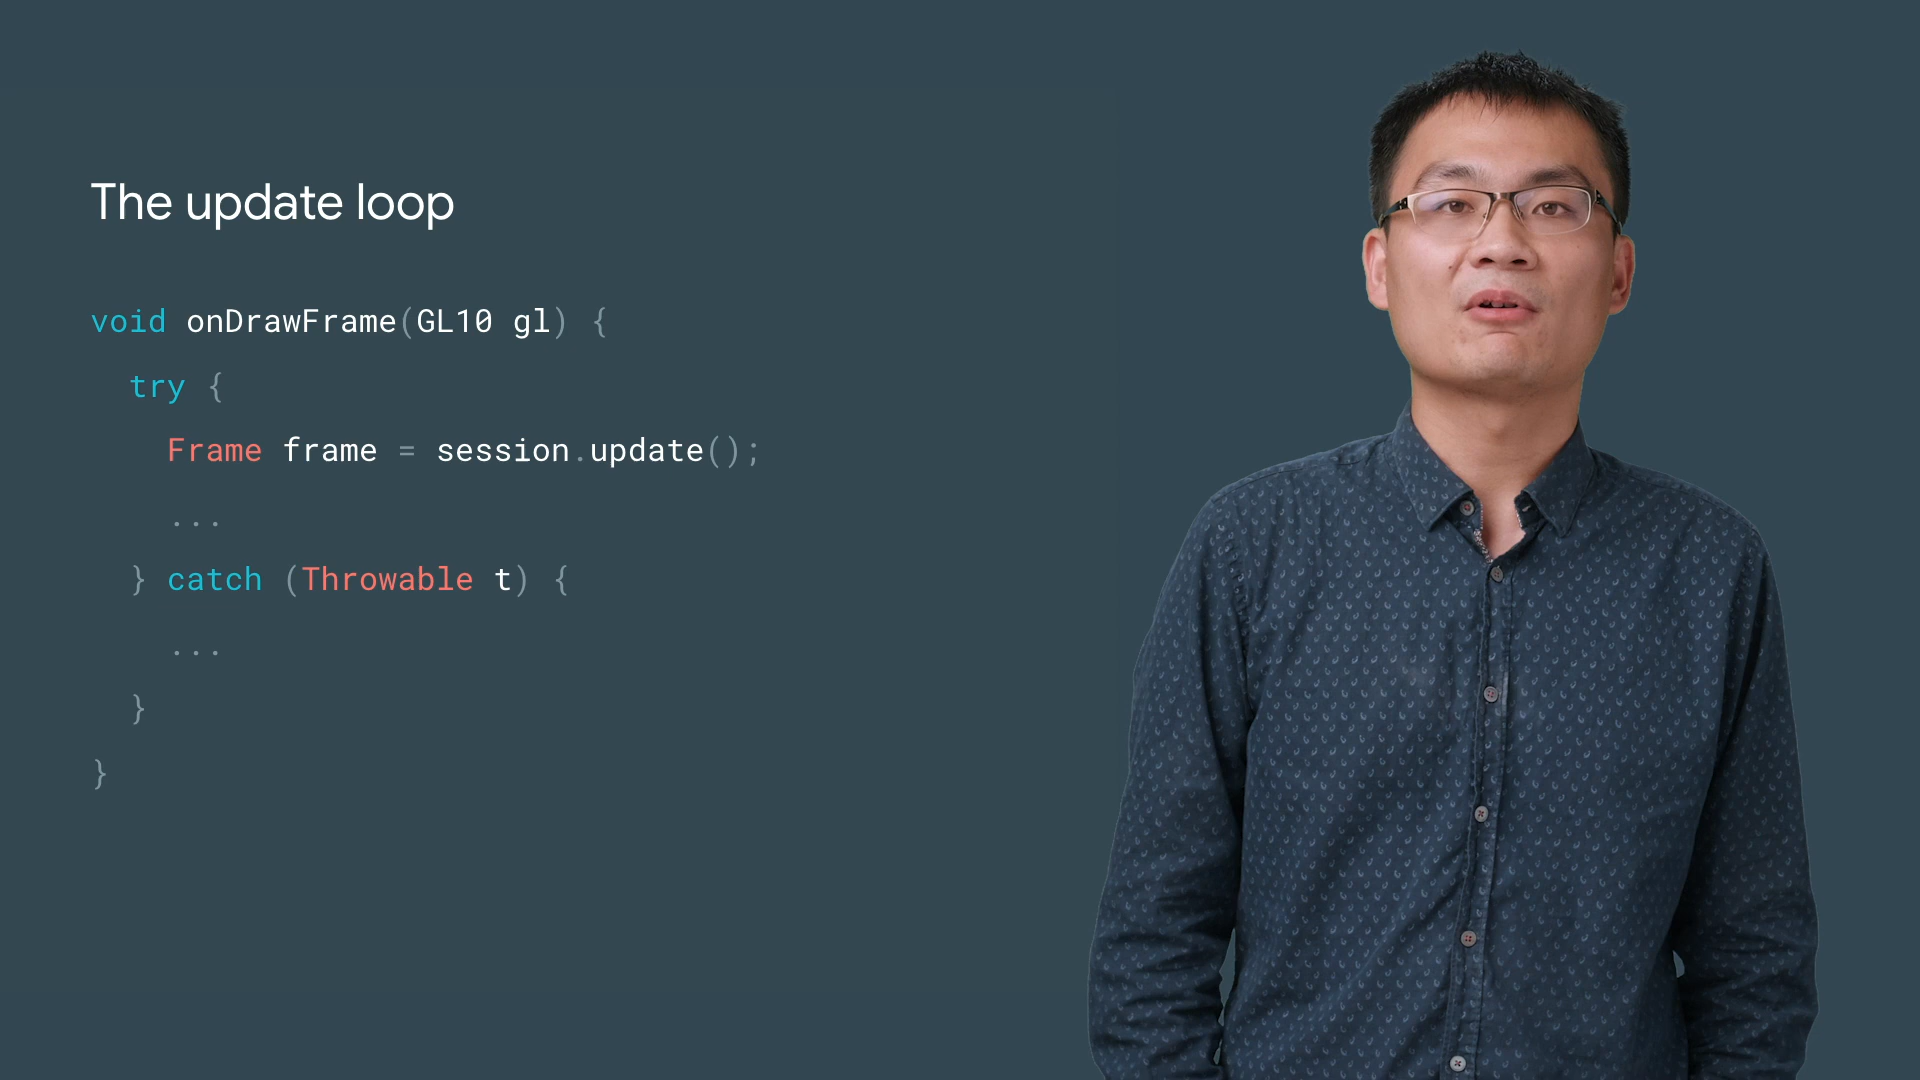 The update loop
void onDrawFrame(GL10 gl) {
try {
Frame frame = session.update();
...
} catch (Throwable t) {
...
}
}